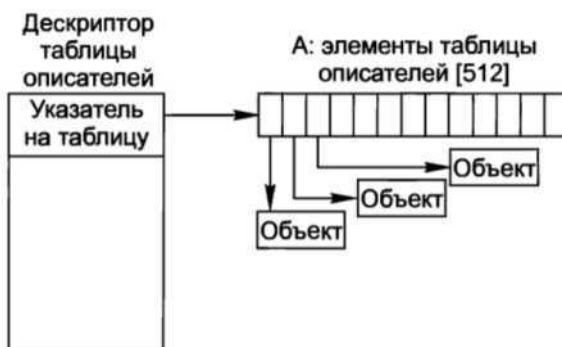 Дескриптор
таблицы
описателей
Указатель
на таблицу
А: элементы таблицы
описателей [512]
Объект
Объект
Объект